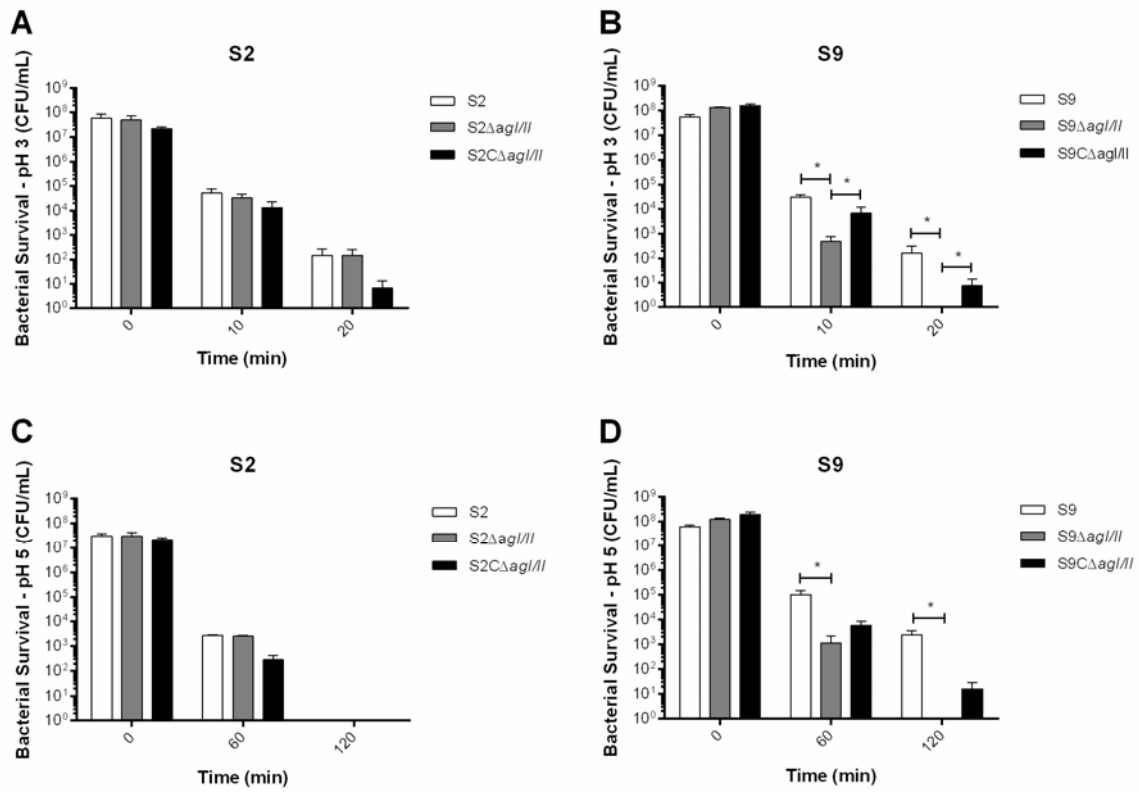 A
S2
Bacterial Survival - pH 3 (CFU/mL)
10⁹
10⁸
10⁷
10⁶
10⁵
10⁴
10³
10²
10¹
10⁰
0
10
20
Time (min)
S2
S2ΔagI/II
S2CΔagI/II
B
S9
Bacterial Survival - pH 3 (CFU/mL)
10⁹
10⁸
10⁷
10⁶
10⁵
10⁴
10³
10²
10¹
10⁰
*
*
*
*
0
10
20
Time (min)
S9
S9ΔagI/II
S9CΔagI/II
C
S2
Bacterial Survival - pH 5 (CFU/mL)
10⁹
10⁸
10⁷
10⁶
10⁵
10⁴
10³
10²
10¹
10⁰
0
60
120
Time (min)
S2
S2ΔagI/II
S2CΔagI/II
D
S9
Bacterial Survival - pH 5 (CFU/mL)
10⁹
10⁸
10⁷
10⁶
10⁵
10⁴
10³
10²
10¹
10⁰
*
*
0
60
120
Time (min)
S9
S9ΔagI/II
S9CΔagI/II